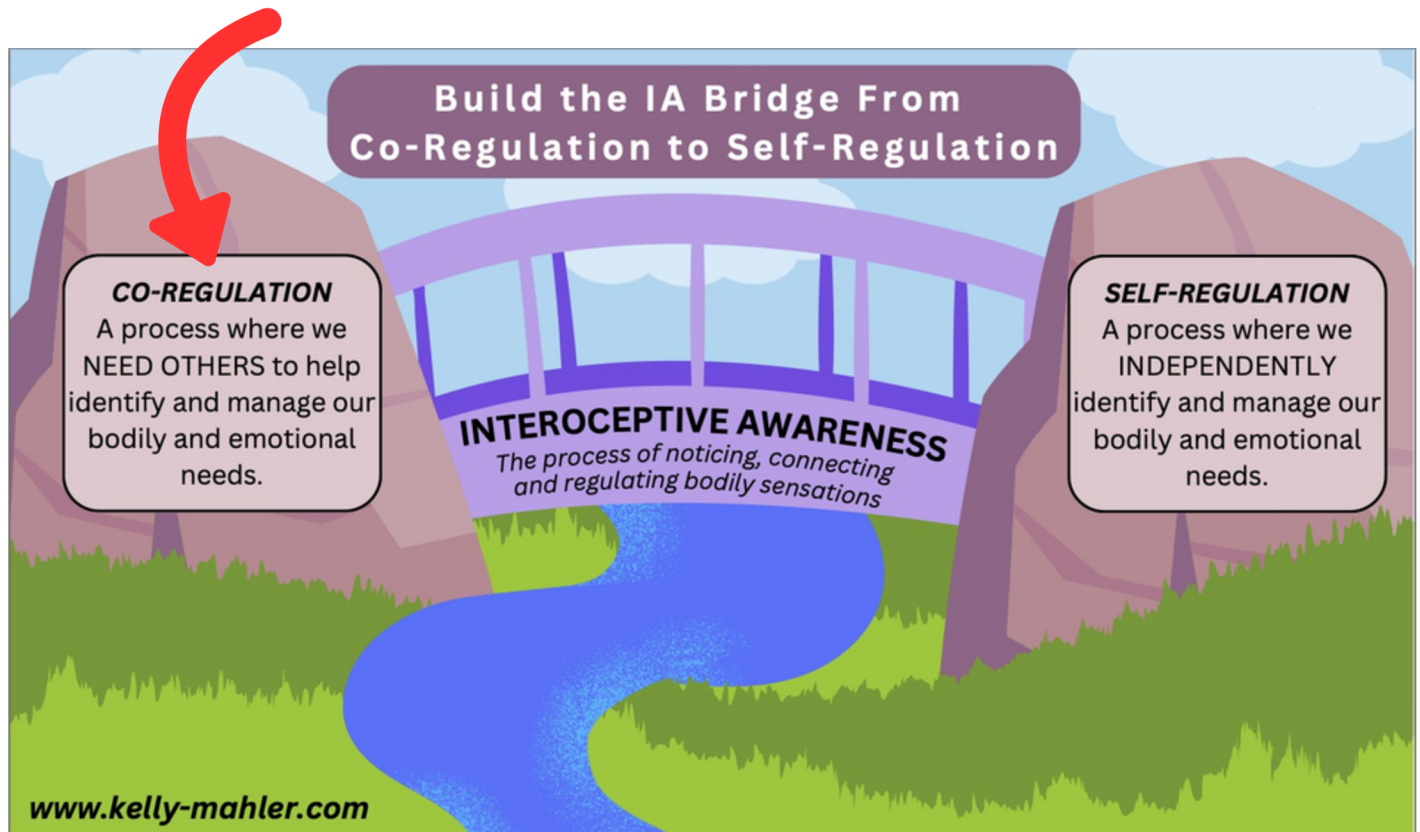 Build the IA Bridge From
Co-Regulation to Self-Regulation
CO-REGULATION
A process where we
NEED OTHERS to help
identify and manage our
bodily and emotional
needs.
INTEROCEPTIVE AWARENESS
The process of noticing, connecting
and regulating bodily sensations
SELF-REGULATION
A process where we
INDEPENDENTLY
identify and manage our
bodily and emotional
needs.
www.kelly-mahler.com